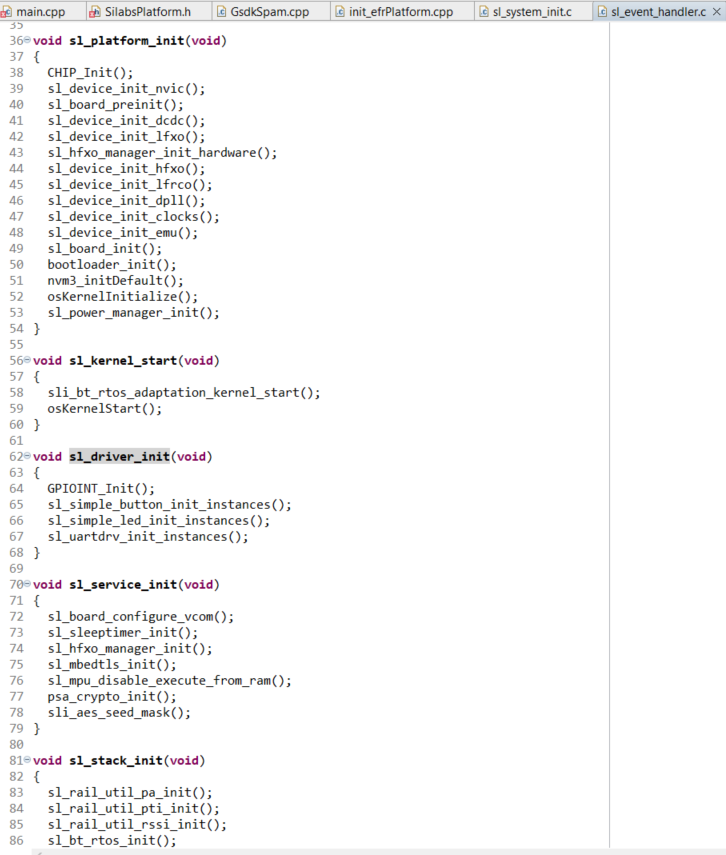 main.cpp SilabsPlatform.h GsdkSpam.cpp init_efrPlatform.cpp sl_system_init.c sl_event_handler.c
35
36 void sl_platform_init(void)
37 {
38 CHIP_Init();
39 sl_device_init_nvic();
40 sl_board_preinit();
41 sl_device_init_dcdc();
42 sl_device_init_lfxo();
43 sl_hfxo_manager_init_hardware();
44 sl_device_init_hfxo();
45 sl_device_init_lfrco();
46 sl_device_init_dpll();
47 sl_device_init_clocks();
48 sl_device_init_emu();
49 sl_board_init();
50 bootloader_init();
51 nvm3_initDefault();
52 osKernelInitialize();
53 sl_power_manager_init();
54 }
55
56 void sl_kernel_start(void)
57 {
58 sli_bt_rtos_adaptation_kernel_start();
59 osKernelStart();
60 }
61
62 void sl_driver_init(void)
63 {
64 GPIOINT_Init();
65 sl_simple_button_init_instances();
66 sl_simple_led_init_instances();
67 sl_uartdrv_init_instances();
68 }
69
70 void sl_service_init(void)
71 {
72 sl_board_configure_vcom();
73 sl_sleeptimer_init();
74 sl_hfxo_manager_init();
75 sl_mbedtls_init();
76 sl_mpu_disable_execute_from_ram();
77 psa_crypto_init();
78 sli_aes_seed_mask();
79 }
80
81 void sl_stack_init(void)
82 {
83 sl_rail_util_pa_init();
84 sl_rail_util_pti_init();
85 sl_rail_util_rssi_init();
86 sl_bt_rtos_init();